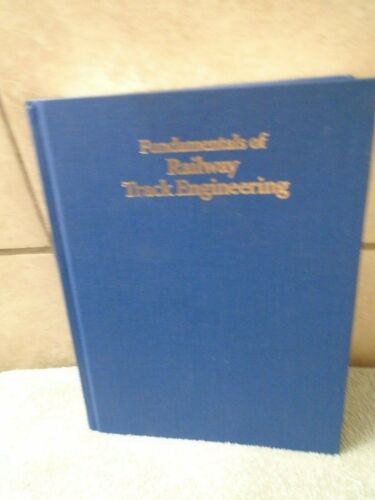 Fundamentals of
Railway
Track Engineering